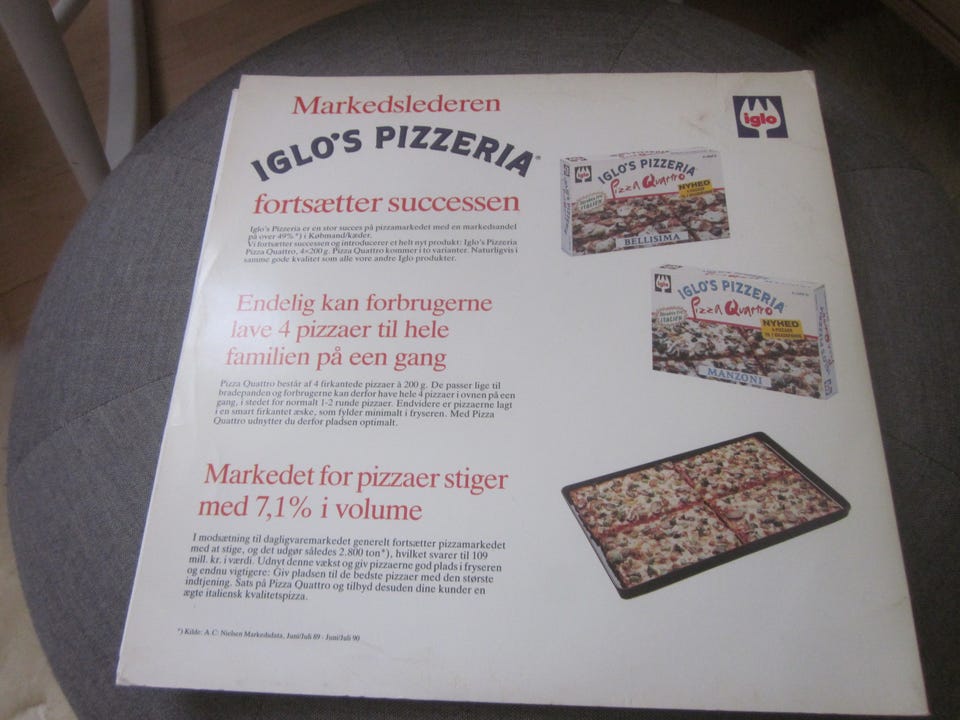 Markedslederen
IGLO'S PIZZERIA®
fortsætter successen
Iglo's Pizzeria er en stor succes på pizzamarkedet med en markedsandel
på over 49%*) i Købmand/kæder.
Vi fortsætter successen og introducerer et helt nyt produkt: Iglo's Pizzeria
Pizza Quattro, 4×200 g. Pizza Quattro kommer i to varianter. Naturligvis i
samme gode kvalitet som alle vore andre Iglo produkter.
Endelig kan forbrugerne
lave 4 pizzaer til hele
familien på een gang
Pizza Quattro består af 4 firkantede pizzaer à 200 g. De passer lige til
bradepanden og forbrugerne kan derfor have hele 4 pizzaer i ovnen på een
gang, i stedet for normalt 1-2 runde pizzaer. Endvidere er pizzaerne lagt
i en smart firkantet æske, som fylder minimalt i fryseren. Med Pizza
Quattro udnytter du derfor pladsen optimalt.
Markedet for pizzaer stiger
med 7,1% i volume
I modsætning til dagligvaremarkedet generelt fortsætter pizzamarkedet
med at stige, og det udgør således 2.800 ton*), hvilket svarer til 109
mill. kr. i værdi. Udnyt denne vækst og giv pizzaerne god plads i fryseren
og endnu vigtigere: Giv pladsen til de bedste pizzaer med den største
indtjening. Sats på Pizza Quattro og tilbyd desuden dine kunder en
ægte italiensk kvalitetspizza.
*) Kilde: A.C. Nielsen Markedsdata, Juni/Juli 89 - Juni/Juli 90
iglo
iglo
IGLO'S PIZZERIA
Pizza Quattro
NYHED
ITALIEN
BELLISIMA
iglo
IGLO'S PIZZERIA
Pizza Quattro
NYHED
4 PIZZAER
ITALIEN
MANZONI